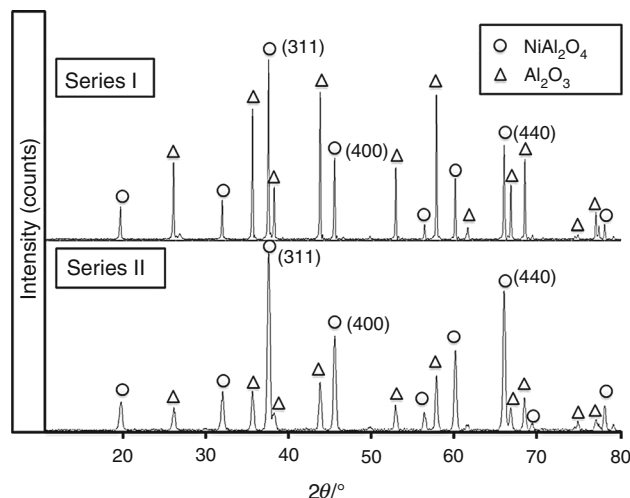 Intensity (counts)
Series I
(311)
(400)
(440)
NiAl₂O₄
Al₂O₃
Series II
(311)
(400)
(440)
20 30 40 50 60 70 80
2θ/°